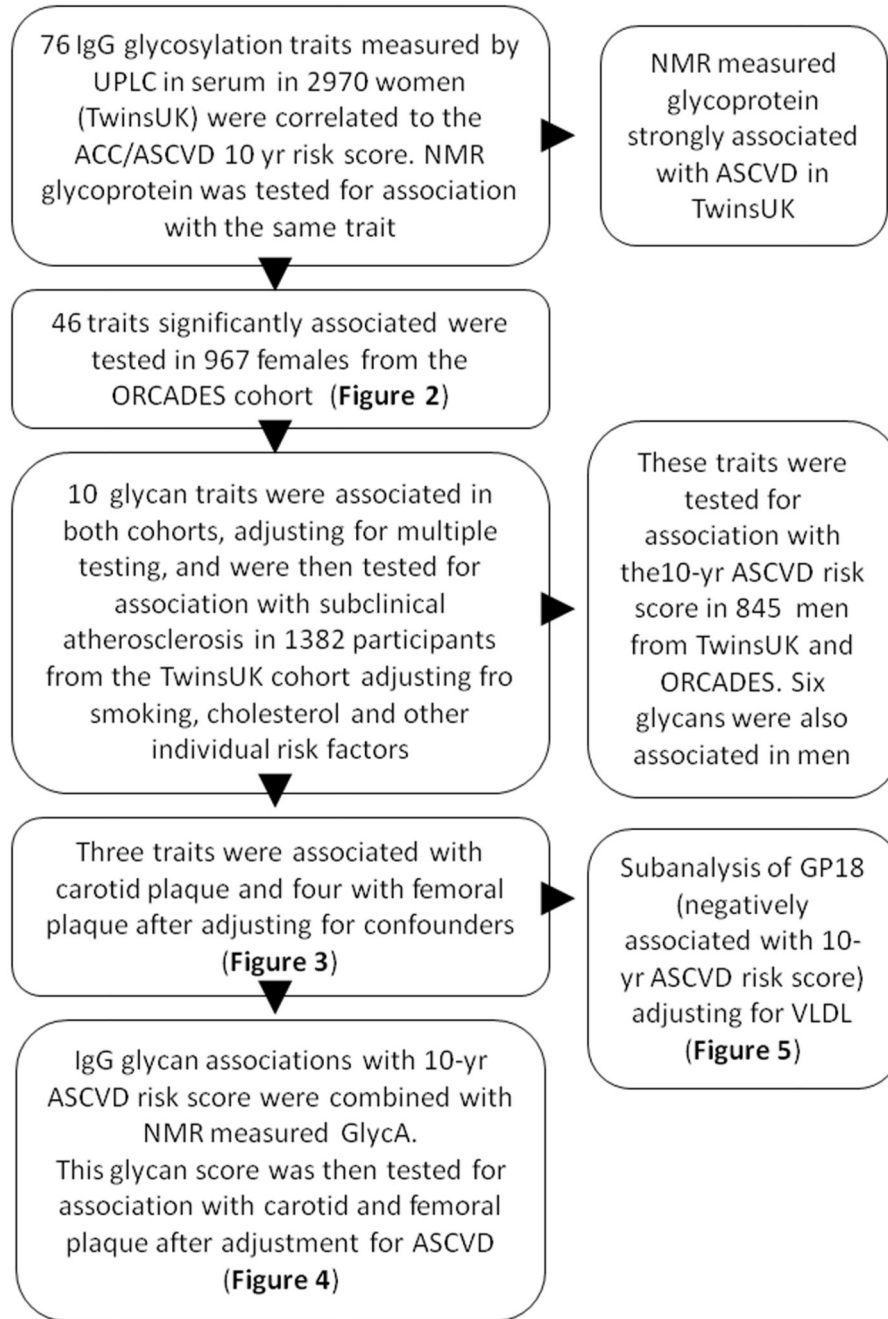 76 IgG glycosylation traits measured by
UPLC in serum in 2970 women
(TwinsUK) were correlated to the
ACC/ASCVD 10 yr risk score. NMR
glycoprotein was tested for association
with the same trait
NMR measured
glycoprotein
strongly associated
with ASCVD in
TwinsUK
46 traits significantly associated were
tested in 967 females from the
ORCADES cohort (Figure 2)
10 glycan traits were associated in
both cohorts, adjusting for multiple
testing, and were then tested for
association with subclinical
atherosclerosis in 1382 participants
from the TwinsUK cohort adjusting fro
smoking, cholesterol and other
individual risk factors
These traits were
tested for
association with
the10-yr ASCVD risk
score in 845 men
from TwinsUK and
ORCADES. Six
glycans were also
associated in men
Three traits were associated with
carotid plaque and four with femoral
plaque after adjusting for confounders
(Figure 3)
Subanalysis of GP18
(negatively
associated with 10-
yr ASCVD risk score)
adjusting for VLDL
(Figure 5)
IgG glycan associations with 10-yr
ASCVD risk score were combined with
NMR measured GlycA.
This glycan score was then tested for
association with carotid and femoral
plaque after adjustment for ASCVD
(Figure 4)